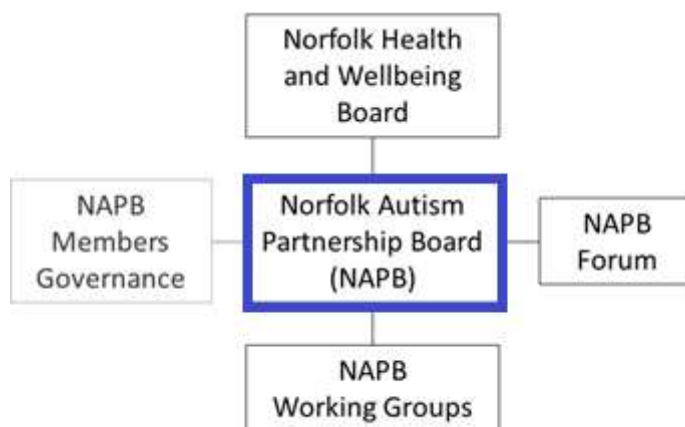 Norfolk Health
and Wellbeing
Board
NAPB
Members
Governance
Norfolk Autism
Partnership Board
(NAPB)
NAPB
Forum
NAPB
Working Groups